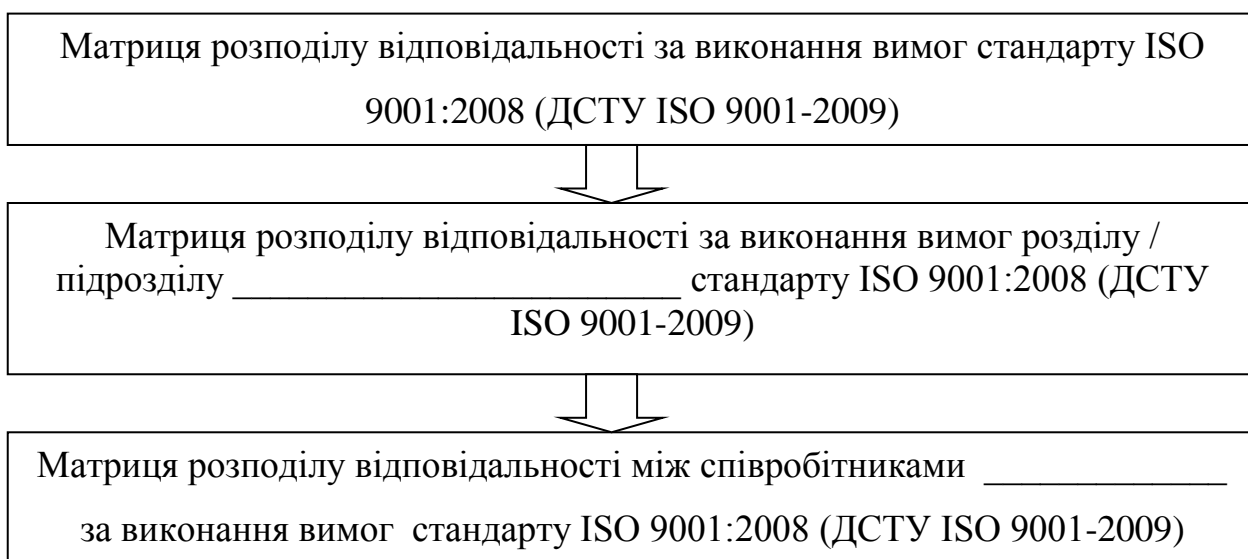 Матриця розподілу відповідальності за виконання вимог стандарту ISO
9001:2008 (ДСТУ ISO 9001-2009)
Матриця розподілу відповідальності за виконання вимог розділу /
підрозділу ________________________ стандарту ISO 9001:2008 (ДСТУ
ISO 9001-2009)
Матриця розподілу відповідальності між співробітниками _____________
за виконання вимог стандарту ISO 9001:2008 (ДСТУ ISO 9001-2009)